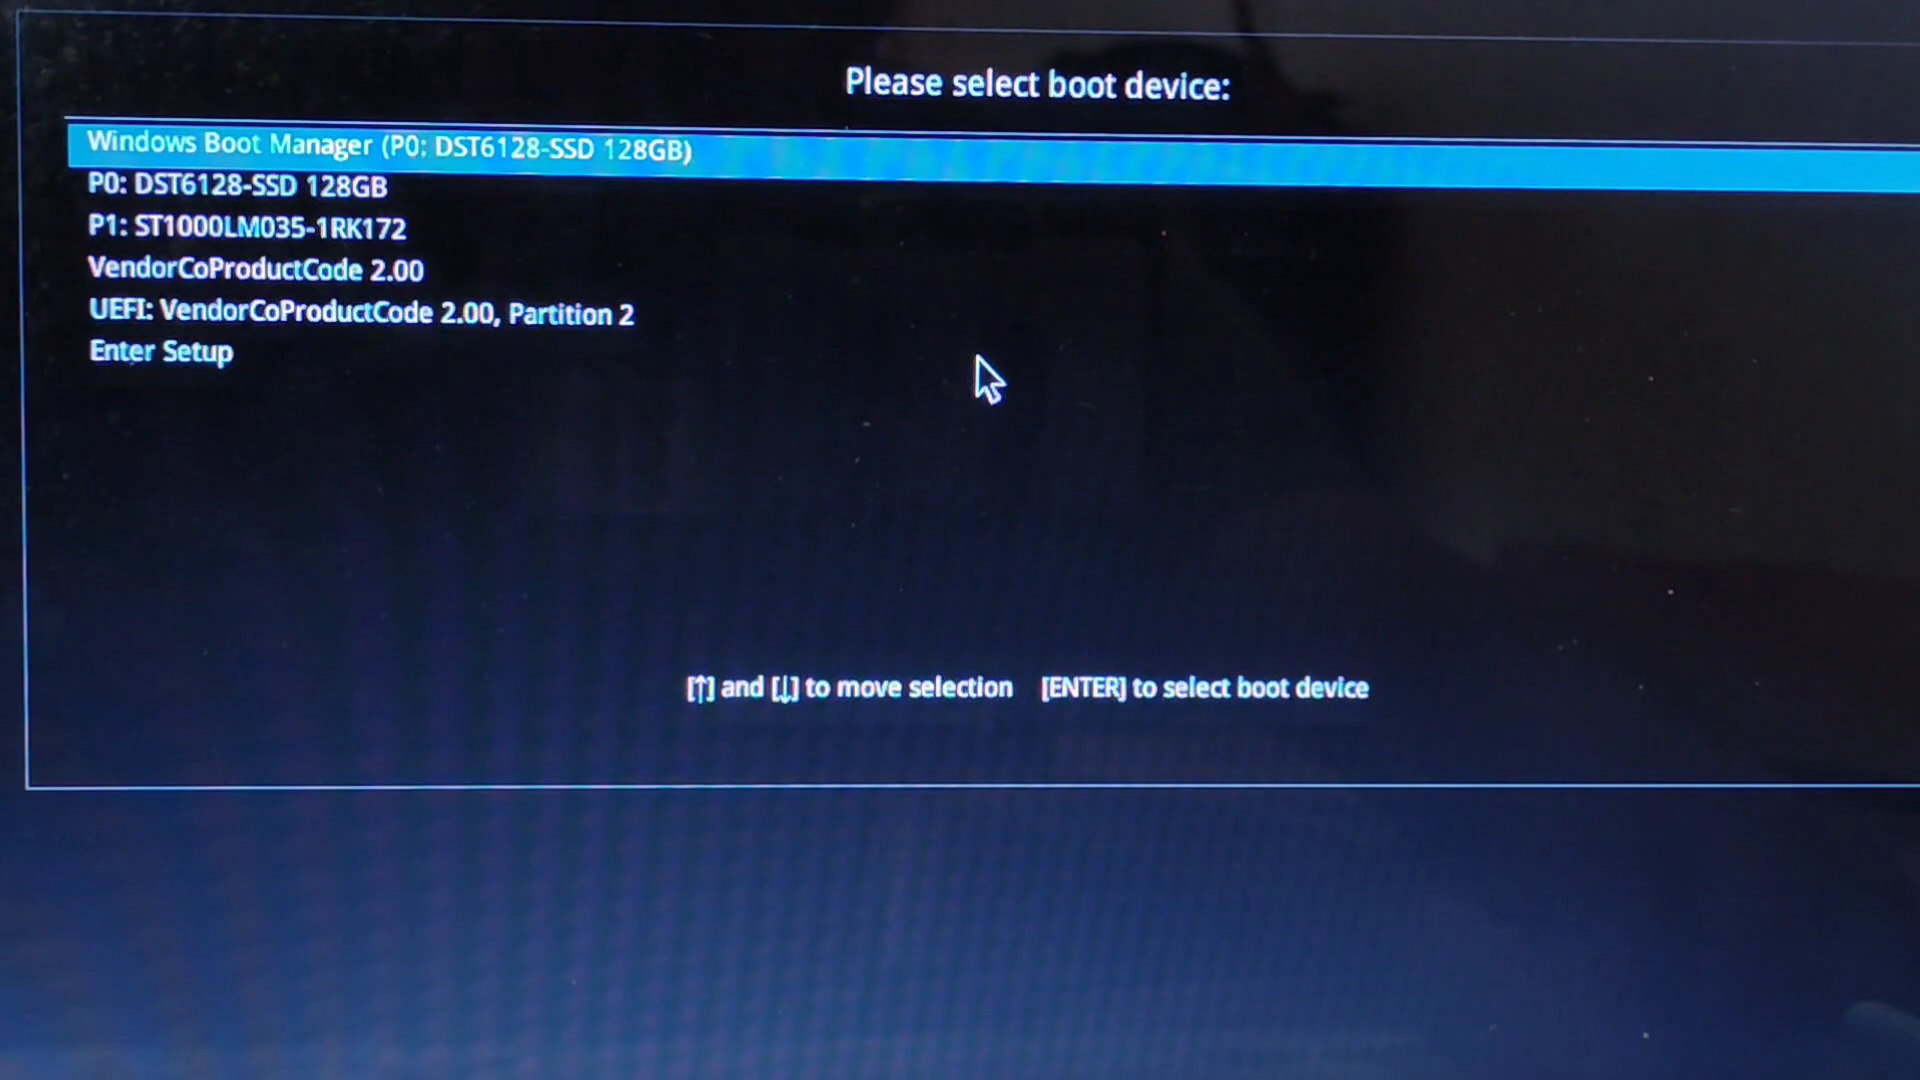 Please select boot device:
Windows Boot Manager (P0: DST6128-SSD 128GB)
P0: DST6128-SSD 128GB
P1: ST1000LM035-1RK172
VendorCoProductCode 2.00
UEFI: VendorCoProductCode 2.00, Partition 2
Enter Setup
[↑] and [↓] to move selection [ENTER] to select boot device